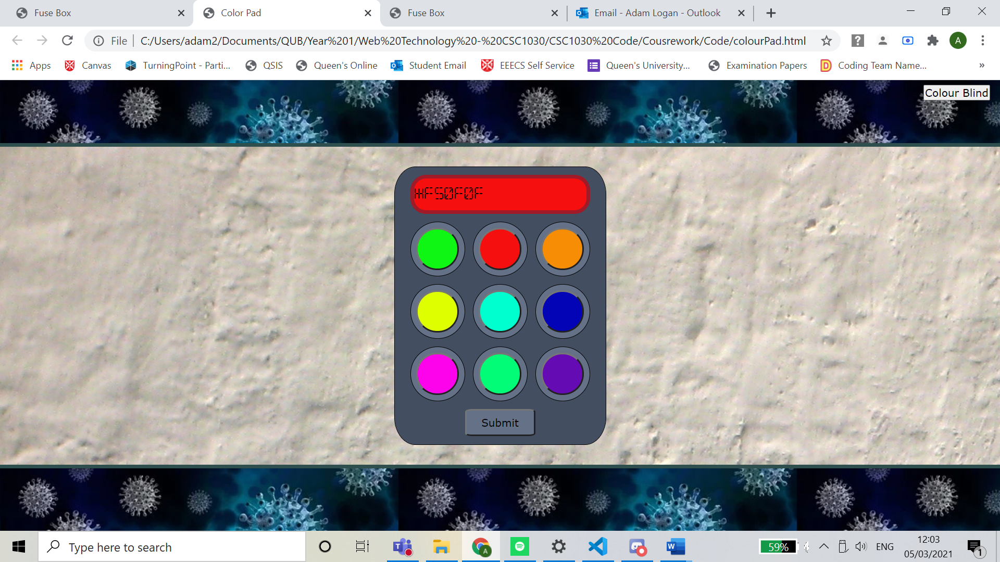 Fuse Box
Color Pad
Fuse Box
Email - Adam Logan - Outlook
File
C:/Users/adam2/Documents/QUB/Year%201/Web%20Technology%20-%20CSC1030/CSC1030%20Code/Cousrework/Code/colourPad.html
A
Apps
Canvas
TurningPoint - Parti...
QSIS
Queen's Online
Student Email
EEECS Self Service
Queen's University...
Examination Papers
Coding Team Name...
»
Colour Blind
#F50F0F
Submit
Type here to search
59%
ENG
12:03
05/03/2021
1